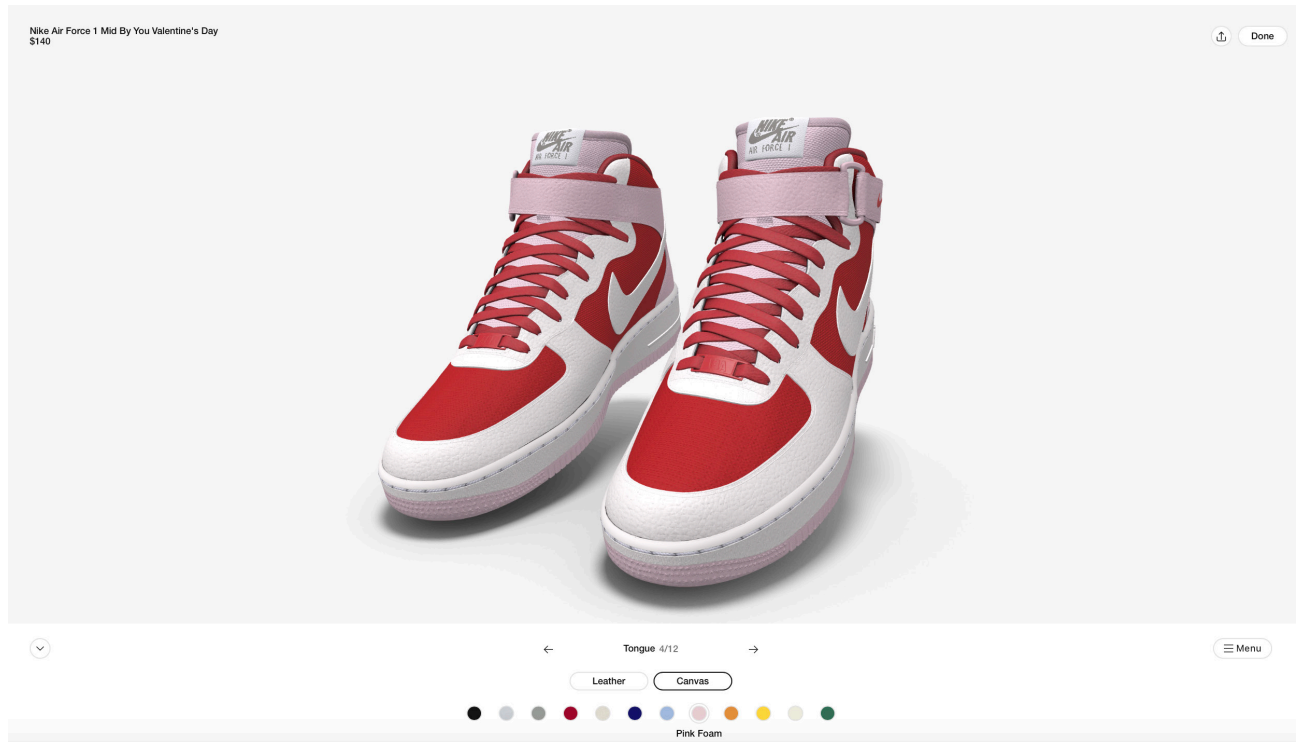 Nike Air Force 1 Mid By You Valentine's Day
$140
Done
NIKE
AIR
AIR FORCE 1
NIKE
AIR
AIR FORCE 1
Tongue 4/12
Menu
Leather
Canvas
Pink Foam